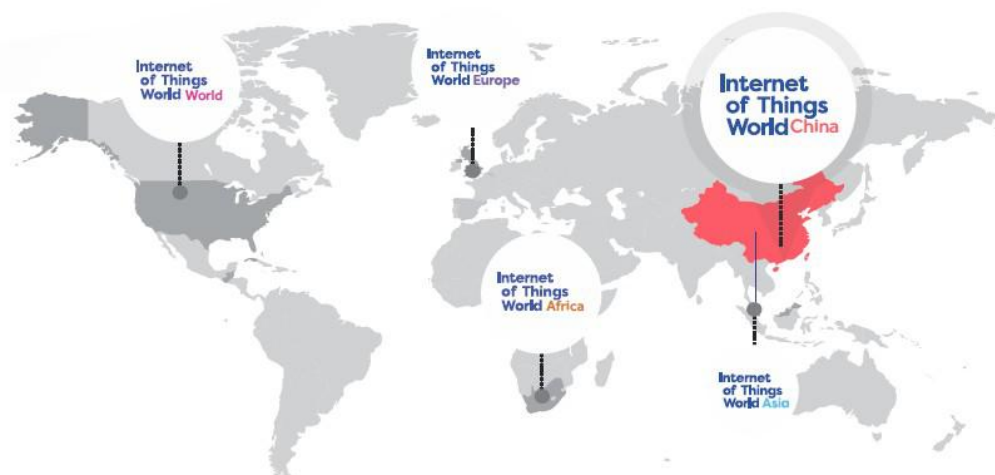 Internet
of Things
World World
Internet
of Things
World Europe
Internet
of Things
World China
Internet
of Things
World Africa
Internet
of Things
World Asia